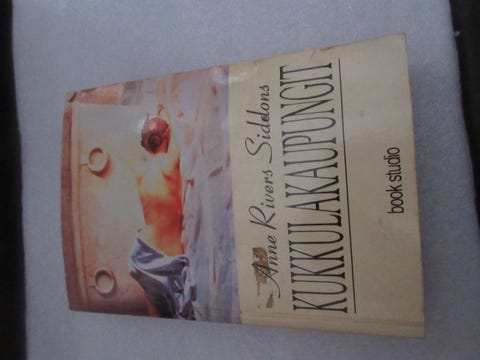 Anne Rivers Siddons
KUKKULAKAUPUNGIT
book studio